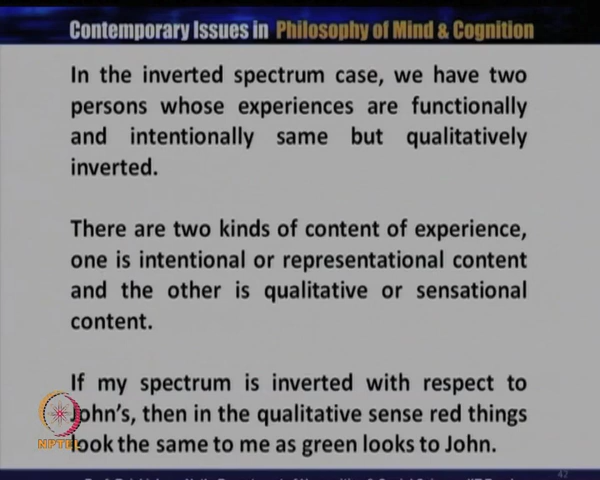 Contemporary Issues in Philosophy of Mind & Cognition
In the inverted spectrum case, we have two
persons whose experiences are functionally
and intentionally same but qualitatively
inverted.
There are two kinds of content of experience,
one is intentional or representational content
and the other is qualitative or sensational
content.
If my spectrum is inverted with respect to
John's, then in the qualitative sense red things
look the same to me as green looks to John.
NPTEL
42